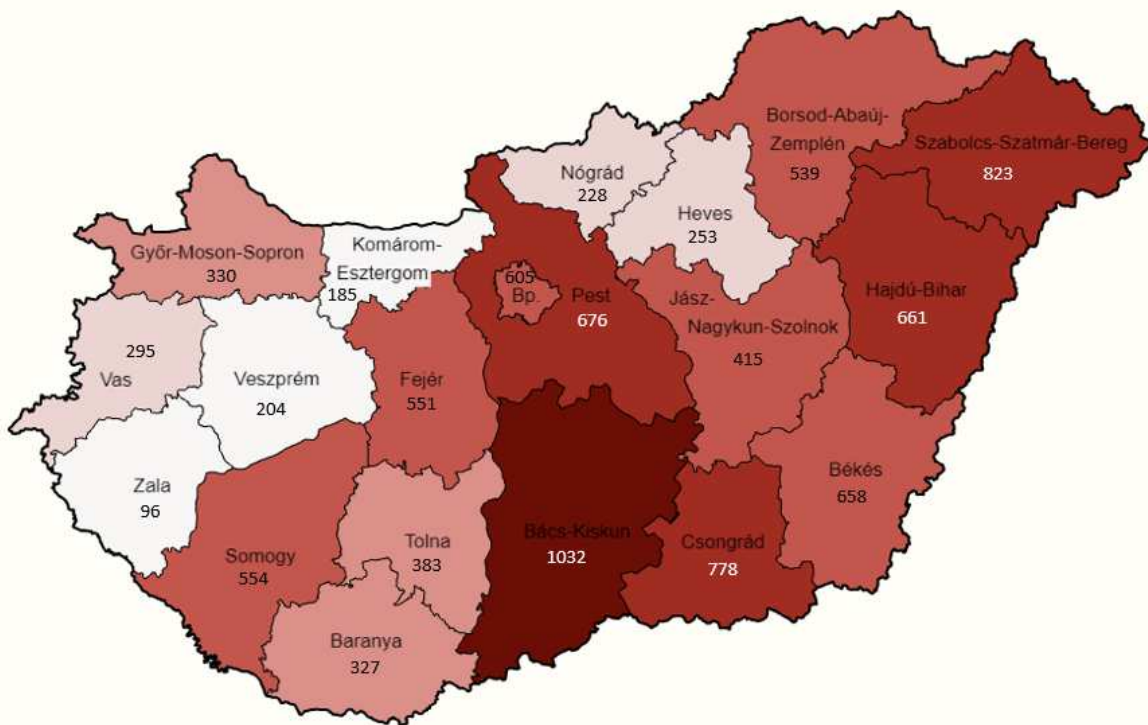 Borsod-Abaúj-
Zemplén
539
Szabolcs-Szatmár-Bereg
823
Nógrád
228
Heves
253
Győr-Moson-Sopron
330
Komárom-
Esztergom
185
605
Bp.
Pest
676
Jász-
Nagykun-Szolnok
415
Hajdú-Bihar
661
295
Vas
Veszprém
204
Fejér
551
Békés
658
Zala
96
Somogy
554
Tolna
383
Bács-Kiskun
1032
Csongrád
778
Baranya
327